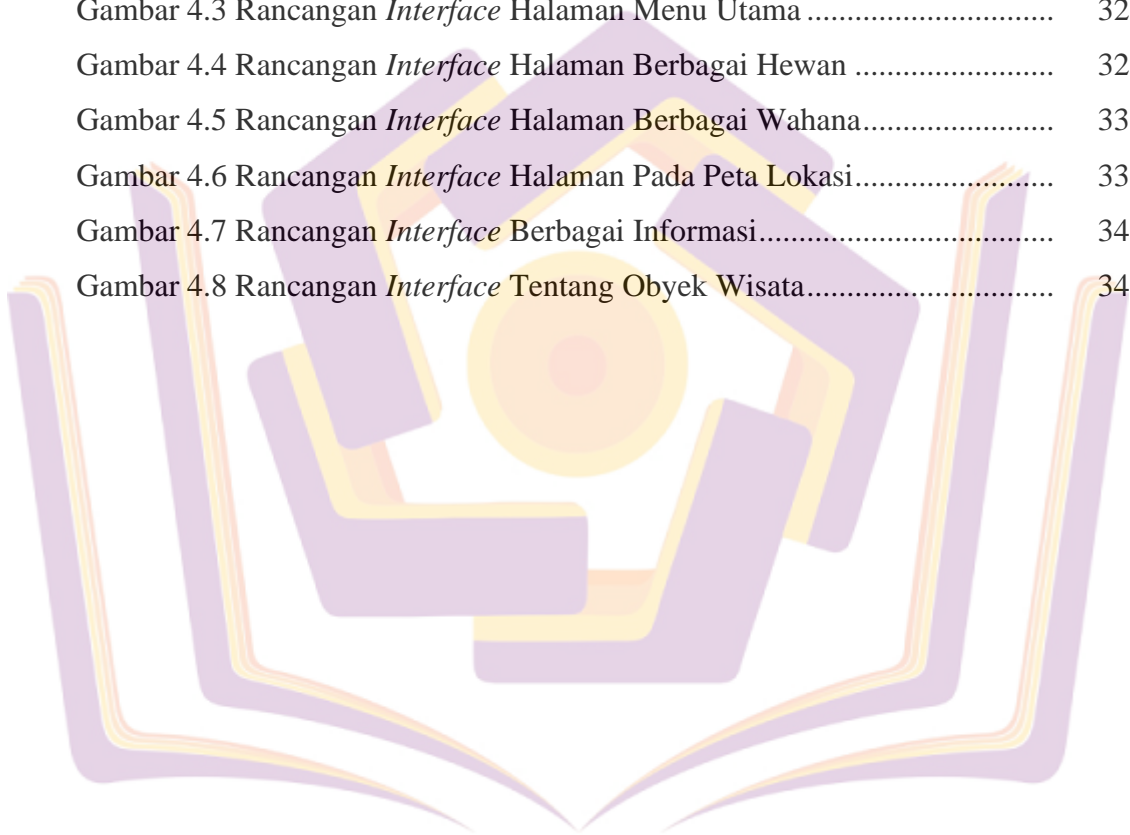 Gambar 4.3 Rancangan Interface Halaman Menu Utama ............................... 32
Gambar 4.4 Rancangan Interface Halaman Berbagai Hewan ......................... 32
Gambar 4.5 Rancangan Interface Halaman Berbagai Wahana........................ 33
Gambar 4.6 Rancangan Interface Halaman Pada Peta Lokasi......................... 33
Gambar 4.7 Rancangan Interface Berbagai Informasi..................................... 34
Gambar 4.8 Rancangan Interface Tentang Obyek Wisata............................... 34